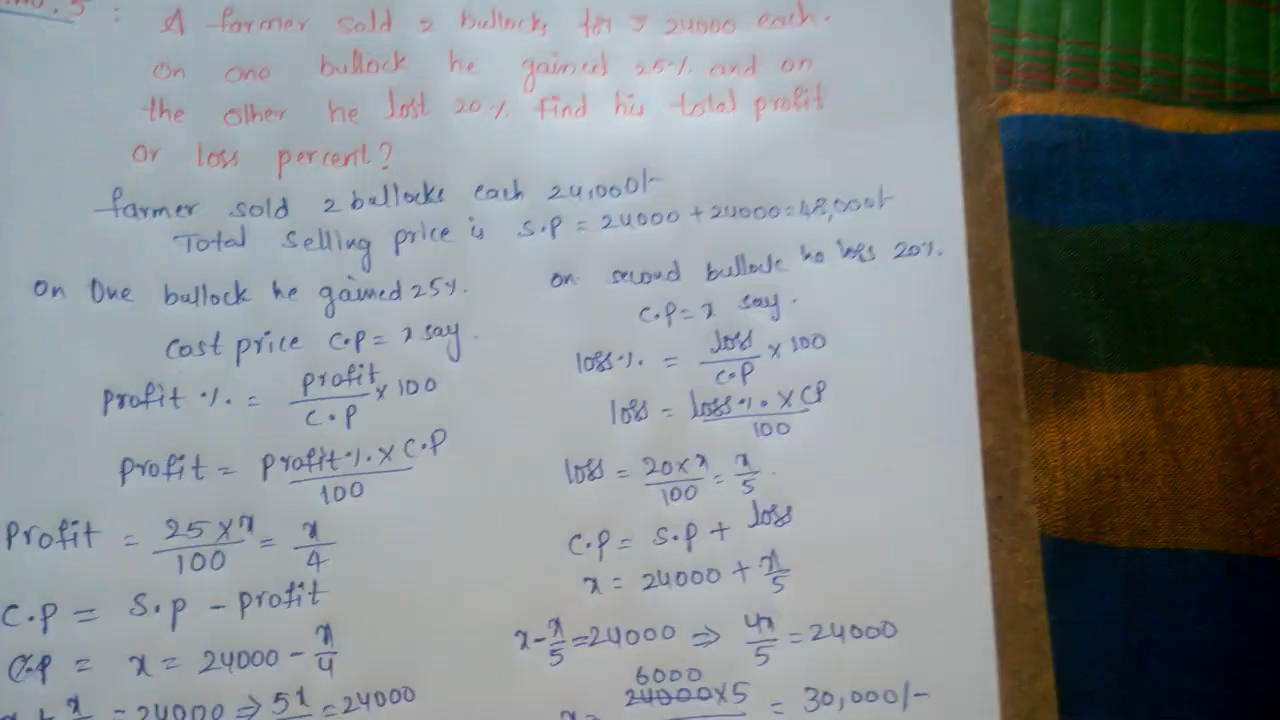 A farmer sold 2 bullocks for ₹ 24000 each.
On one bullock he gained 25% and on
the other he lost 20% Find his total profit
Or loss percent?
farmer sold 2 bullocks each 24,000/-
Total selling price is S.P = 24000 + 24000 = 48,000/-
On One bullock he gained 25%.
Cost price C.P = x say.
Profit % = profit/C.P × 100
Profit = Profit % × C.P/100
Profit = 25 × x/100 = x/4
C.P = S.P - Profit
C.P = x = 24000 - x/4
x + x/ = 24000 ⇒ 5x/ = 24000
on second bullock he loss 20%.
C.P = x say.
loss % = loss/C.P × 100
loss = loss % × CP/100
loss = 20 × x/100 = x/5.
C.P = S.P + loss
x = 24000 + x/5
x - x/5 = 24000 ⇒ 4x/5 = 24000
6000
x = 24000×5 = 30,000/-